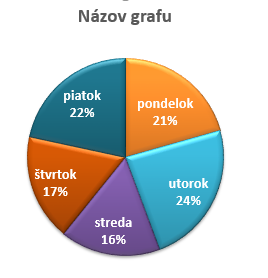 Názov grafu
piatok
22%
pondelok
21%
štvrtok
17%
utorok
24%
streda
16%